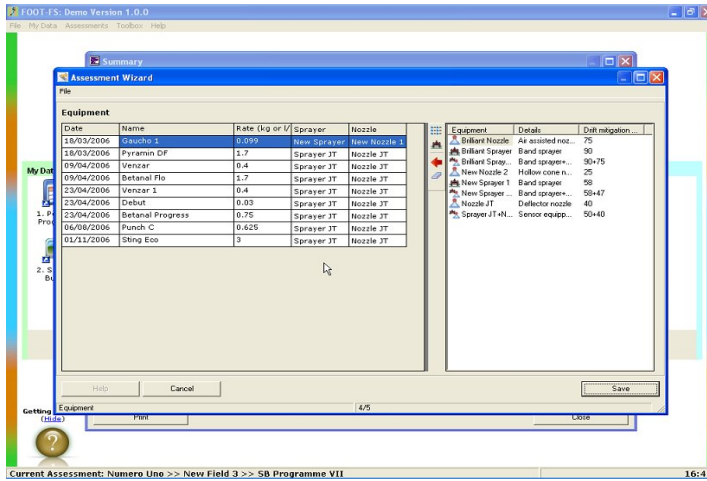 FOOT-FS: Demo Version 1.0.0
File My Data Assessments Toolbox Help
Summary
Assessment Wizard
File
Equipment
Date Name Rate (kg or l/ Sprayer Nozzle
18/03/2006 Gaucho 1 0.099 New Sprayer New Nozzle 1
18/03/2006 Pyramin DF 1.7 Sprayer JT Nozzle JT
09/04/2006 Venzar 0.4 Sprayer JT Nozzle JT
09/04/2006 Betanal Flo 1.7 Sprayer JT Nozzle JT
23/04/2006 Venzar 1 0.4 Sprayer JT Nozzle JT
23/04/2006 Debut 0.03 Sprayer JT Nozzle JT
23/04/2006 Betanal Progress 0.75 Sprayer JT Nozzle JT
06/08/2006 Punch C 0.625 Sprayer JT Nozzle JT
01/11/2006 Sting Eco 3 Sprayer JT Nozzle JT
Equipment Details Drift mitigation ...
Brilliant Nozzle Air assisted noz... 75
Brilliant Sprayer Band sprayer 90
Brilliant Spray... Band sprayer+... 90+75
New Nozzle 2 Hollow cone n... 25
New Sprayer 1 Band sprayer 58
New Sprayer ... Band sprayer+... 58+47
Nozzle JT Deflector nozzle 40
Sprayer JT+N... Sensor equipp... 50+40
My Dat
1. P
Pro
2. S
Bu
Help Cancel Save
Equipment 4/5
Getting
(Hide)
Print Close
Current Assessment: Numero Uno >> New Field 3 >> SB Programme VII
16:4